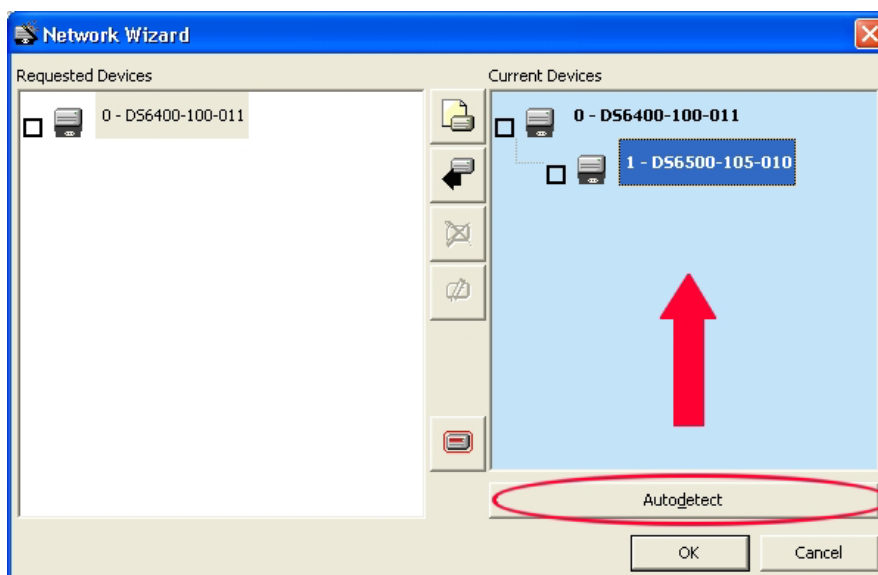 Network Wizard
Requested Devices
Current Devices
0 - DS6400-100-011
0 - DS6400-100-011
1 - DS6500-105-010
Autodetect
OK
Cancel